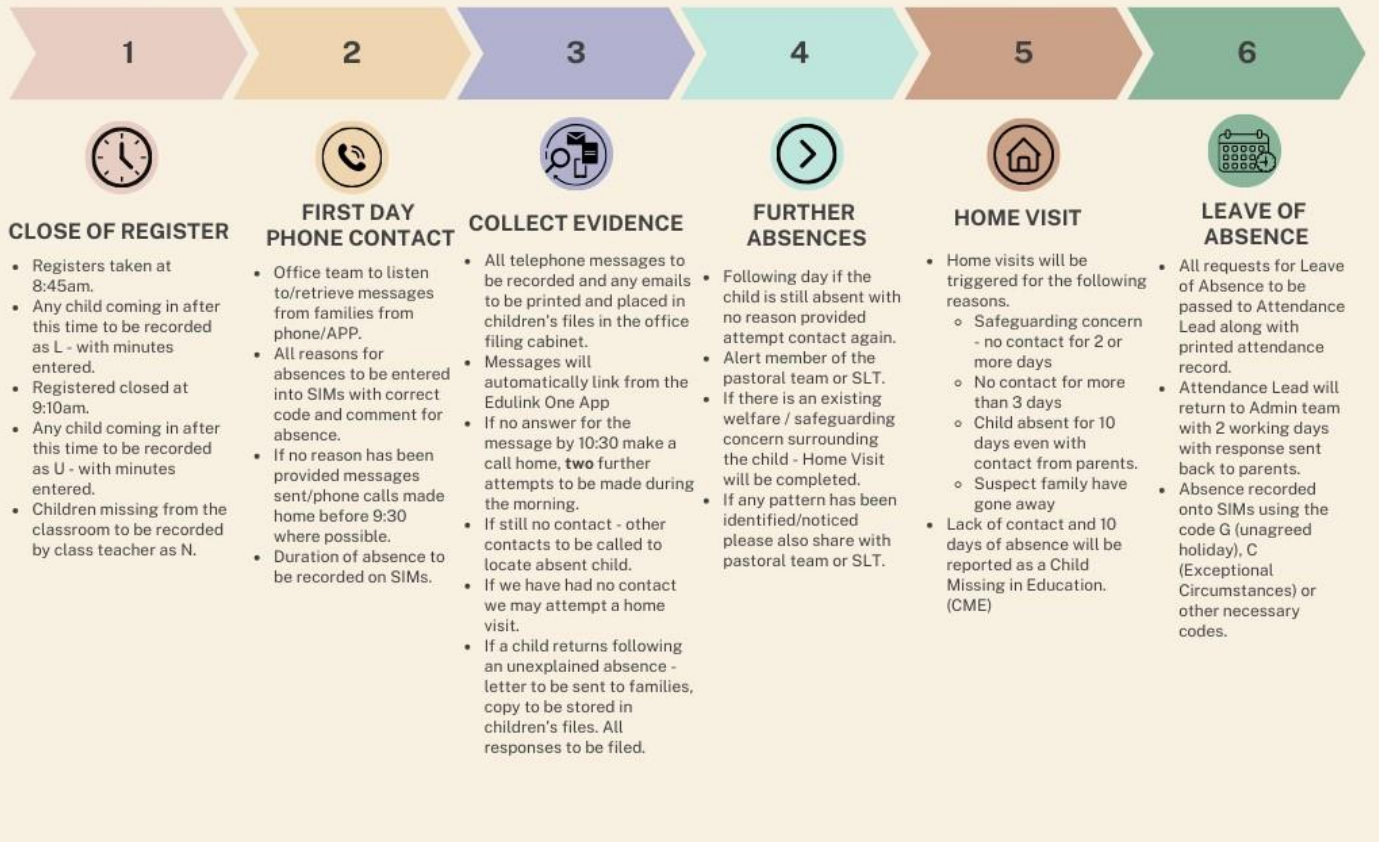 1
2
3
4
5
6
CLOSE OF REGISTER
• Registers taken at
8:45am.
• Any child coming in after
this time to be recorded
as L - with minutes
entered.
• Registered closed at
9:10am.
• Any child coming in after
this time to be recorded
as U - with minutes
entered.
• Children missing from the
classroom to be recorded
by class teacher as N.
FIRST DAY
PHONE CONTACT
• Office team to listen
to/retrieve messages
from families from
phone/APP.
• All reasons for
absences to be entered
into SIMs with correct
code and comment for
absence.
• If no reason has been
provided messages
sent/phone calls made
home before 9:30
where possible.
• Duration of absence to
be recorded on SIMs.
COLLECT EVIDENCE
• All telephone messages to
be recorded and any emails
to be printed and placed in
children's files in the office
filing cabinet.
• Messages will
automatically link from the
Edulink One App
• If no answer for the
message by 10:30 make a
call home, two further
attempts to be made during
the morning.
• If still no contact - other
contacts to be called to
locate absent child.
• If we have had no contact
we may attempt a home
visit.
• If a child returns following
an unexplained absence -
letter to be sent to families,
copy to be stored in
children's files. All
responses to be filed.
FURTHER
ABSENCES
• Following day if the
child is still absent with
no reason provided
attempt contact again.
• Alert member of the
pastoral team or SLT.
• If there is an existing
welfare / safeguarding
concern surrounding
the child - Home Visit
will be completed.
• If any pattern has been
identified/noticed
please also share with
pastoral team or SLT.
HOME VISIT
• Home visits will be
triggered for the following
reasons.
◦ Safeguarding concern
- no contact for 2 or
more days
◦ No contact for more
than 3 days
◦ Child absent for 10
days even with
contact from parents.
◦ Suspect family have
gone away
• Lack of contact and 10
days of absence will be
reported as a Child
Missing in Education.
(CME)
LEAVE OF
ABSENCE
• All requests for Leave
of Absence to be
passed to Attendance
Lead along with
printed attendance
record.
• Attendance Lead will
return to Admin team
with 2 working days
with response sent
back to parents.
• Absence recorded
onto SIMs using the
code G (unagreed
holiday), C
(Exceptional
Circumstances) or
other necessary
codes.